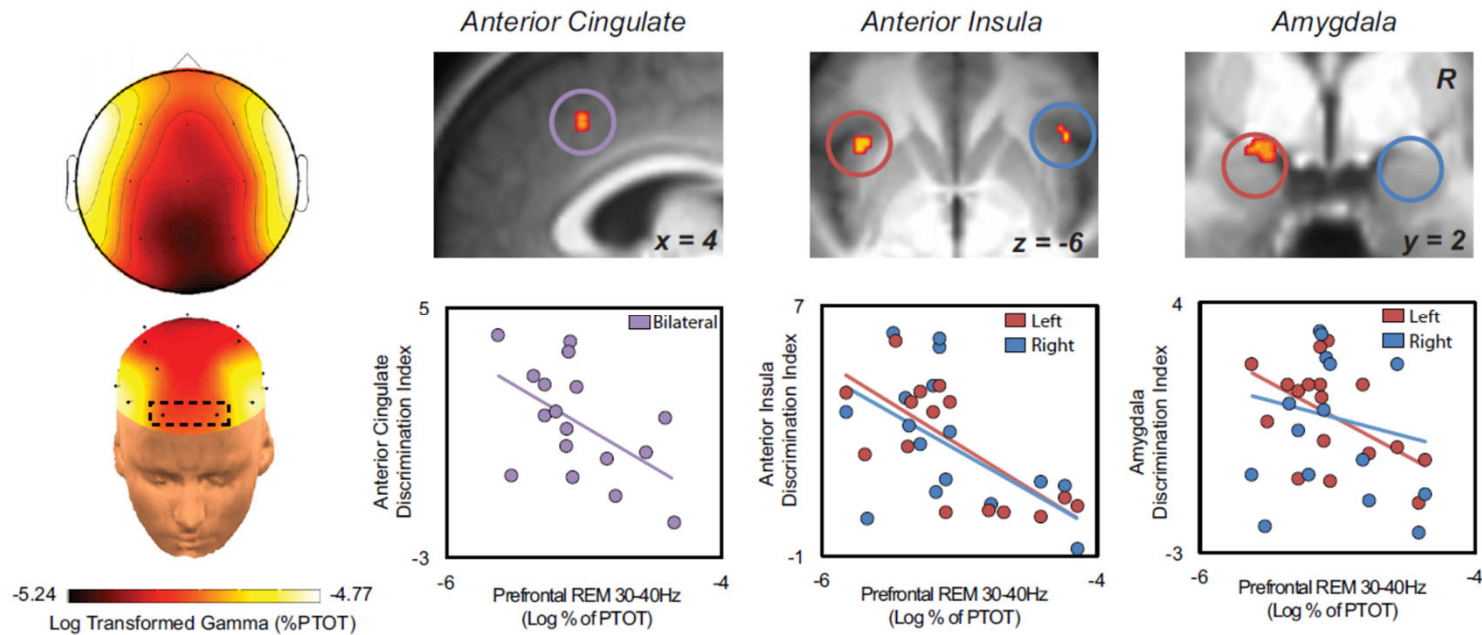 Anterior Cingulate
Anterior Insula
Amygdala
x = 4
z = -6
R
y = 2
-5.24
-4.77
Log Transformed Gamma (%PTOT)
5
Bilateral
Anterior Cingulate
Discrimination Index
-3
-6
-4
Prefrontal REM 30-40Hz
(Log % of PTOT)
7
Left
Right
Anterior Insula
Discrimination Index
-1
-6
-4
Prefrontal REM 30-40Hz
(Log % of PTOT)
4
Left
Right
Amygdala
Discrimination Index
-3
-6
-4
Prefrontal REM 30-40Hz
(Log % of PTOT)